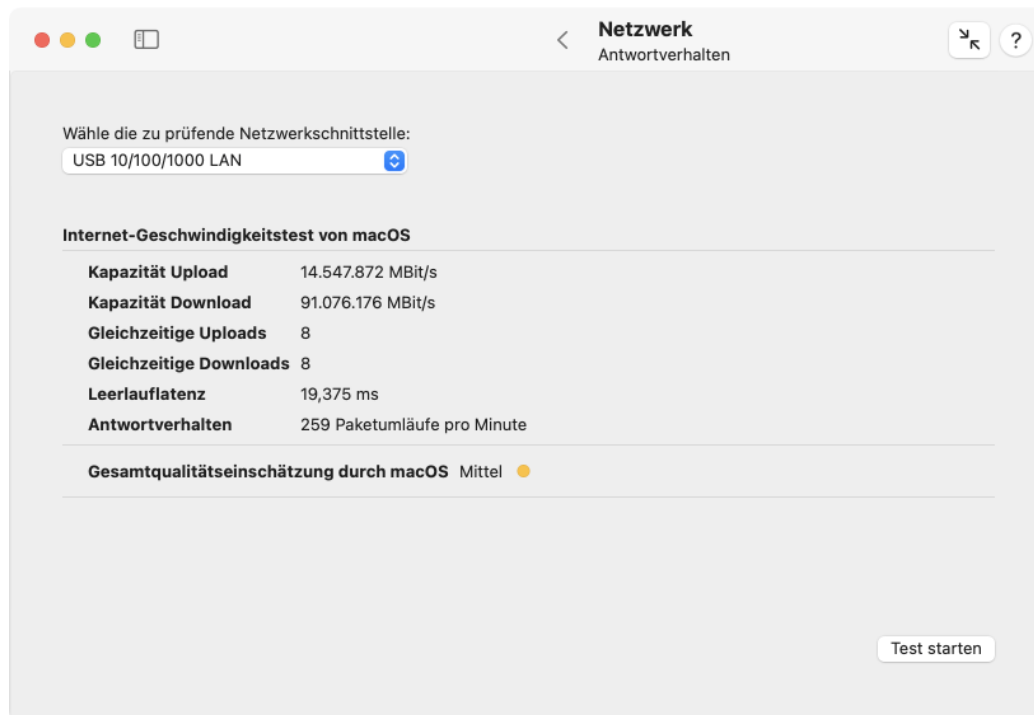 Netzwerk
Antwortverhalten
?
Wähle die zu prüfende Netzwerkschnittstelle:
USB 10/100/1000 LAN
Internet-Geschwindigkeitstest von macOS
Kapazität Upload 14.547.872 MBit/s
Kapazität Download 91.076.176 MBit/s
Gleichzeitige Uploads 8
Gleichzeitige Downloads 8
Leerlauflatenz 19,375 ms
Antwortverhalten 259 Paketumläufe pro Minute
Gesamtqualitätseinschätzung durch macOS Mittel
Test starten